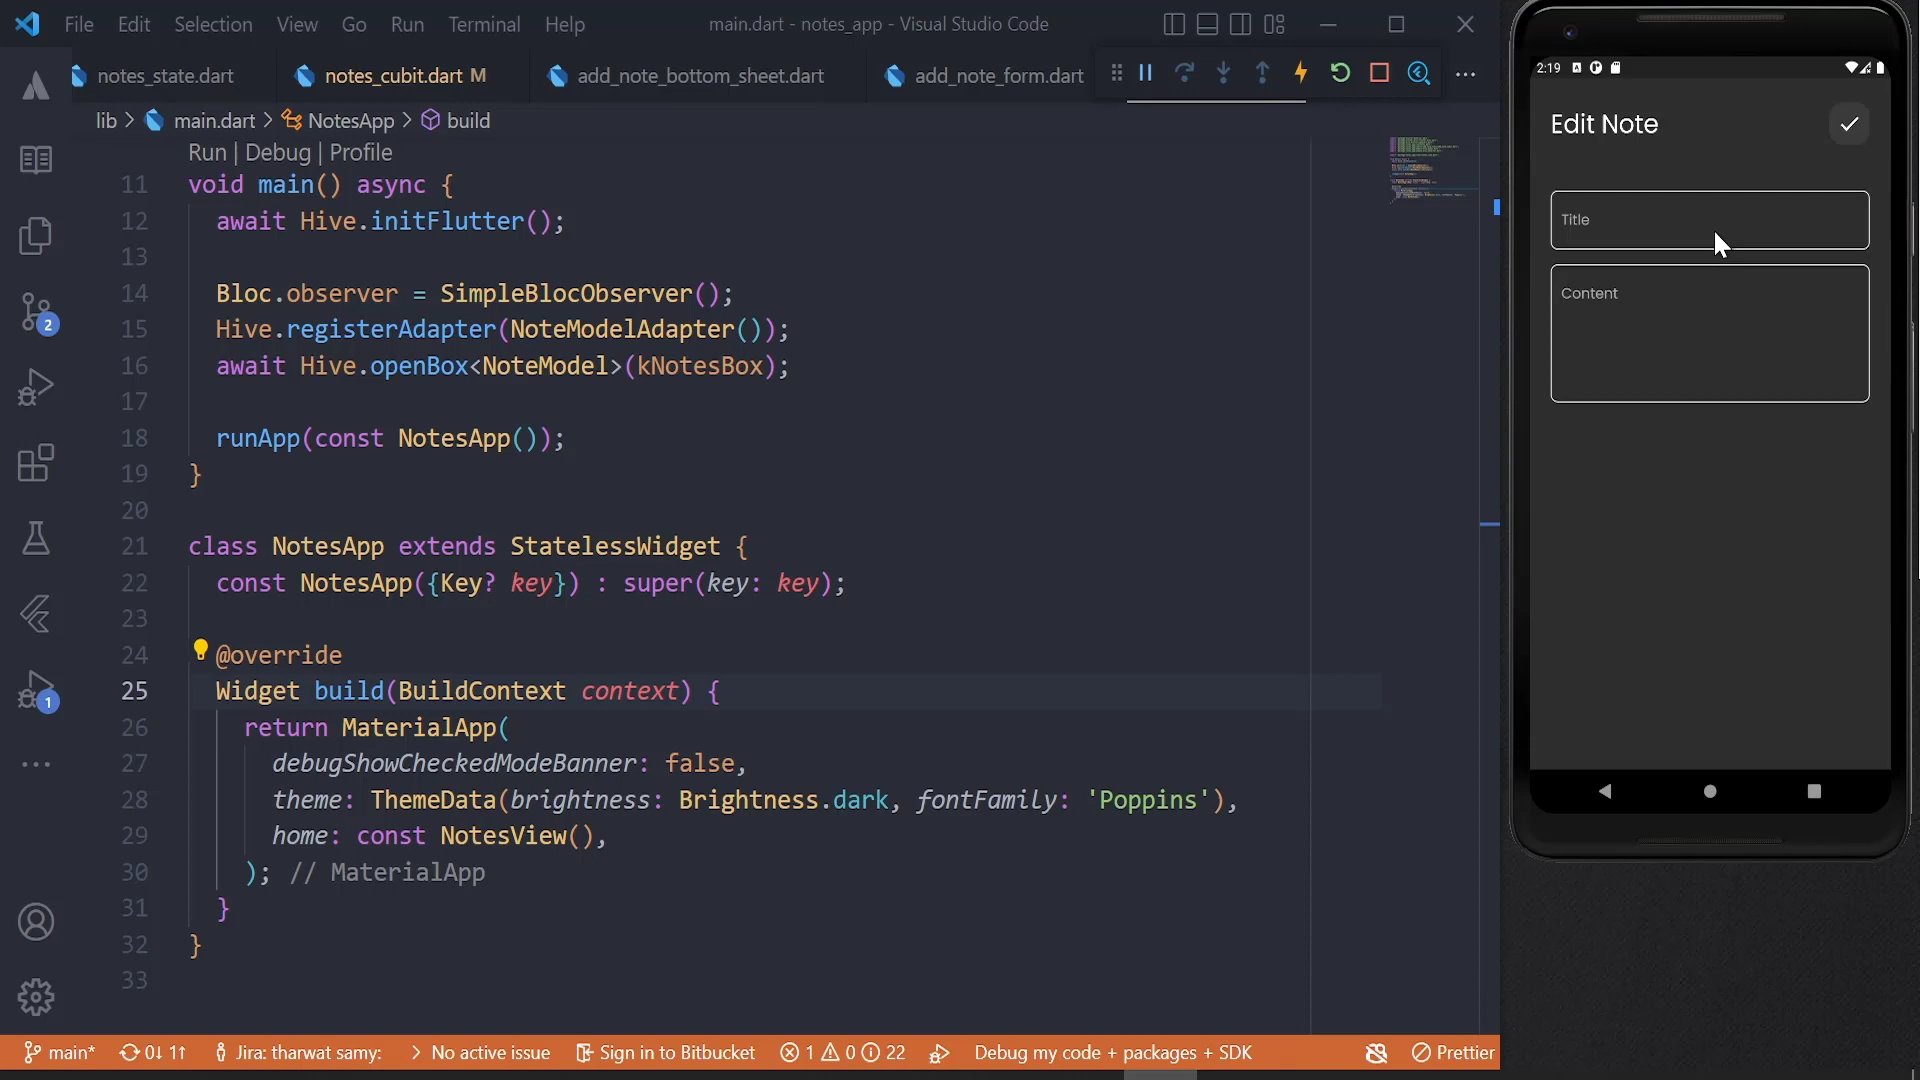 File Edit Selection View Go Run Terminal Help
main.dart - notes_app - Visual Studio Code
notes_state.dart
notes_cubit.dart M
add_note_bottom_sheet.dart
add_note_form.dart
lib > main.dart > NotesApp > build
Run | Debug | Profile
11 void main() async {
12 await Hive.initFlutter();
13
14 Bloc.observer = SimpleBlocObserver();
15 Hive.registerAdapter(NoteModelAdapter());
16 await Hive.openBox<NoteModel>(kNotesBox);
17
18 runApp(const NotesApp());
19 }
20
21 class NotesApp extends StatelessWidget {
22 const NotesApp({Key? key}) : super(key: key);
23
24 @override
25 Widget build(BuildContext context) {
26 return MaterialApp(
27 debugShowCheckedModeBanner: false,
28 theme: ThemeData(brightness: Brightness.dark, fontFamily: 'Poppins'),
29 home: const NotesView(),
30 ); // MaterialApp
31 }
32 }
33
2
1
main* 0↓ 1↑ Jira: tharwat samy: > No active issue Sign in to Bitbucket 1 0 22 Debug my code + packages + SDK Prettier
2:19
Edit Note
Title
Content